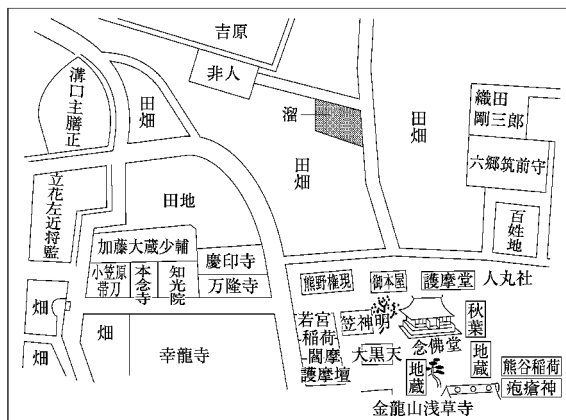 吉原
非人
溜
田畑
田畑
田畑
溝口主膳正
織田
剛三郎
六郷筑前守
百姓地
立花左近将監
田地
加藤大蔵少輔
小笠原
帯刀
本念寺
知光院
慶印寺
万隆寺
畑
畑
畑
幸龍寺
熊野権現
御本屋
護摩堂
人丸社
若宮
稲荷
閻摩
護摩壇
笠神明
大黒天
念佛堂
秋葉
地蔵
地蔵
熊谷稲荷
疱瘡神
金龍山浅草寺